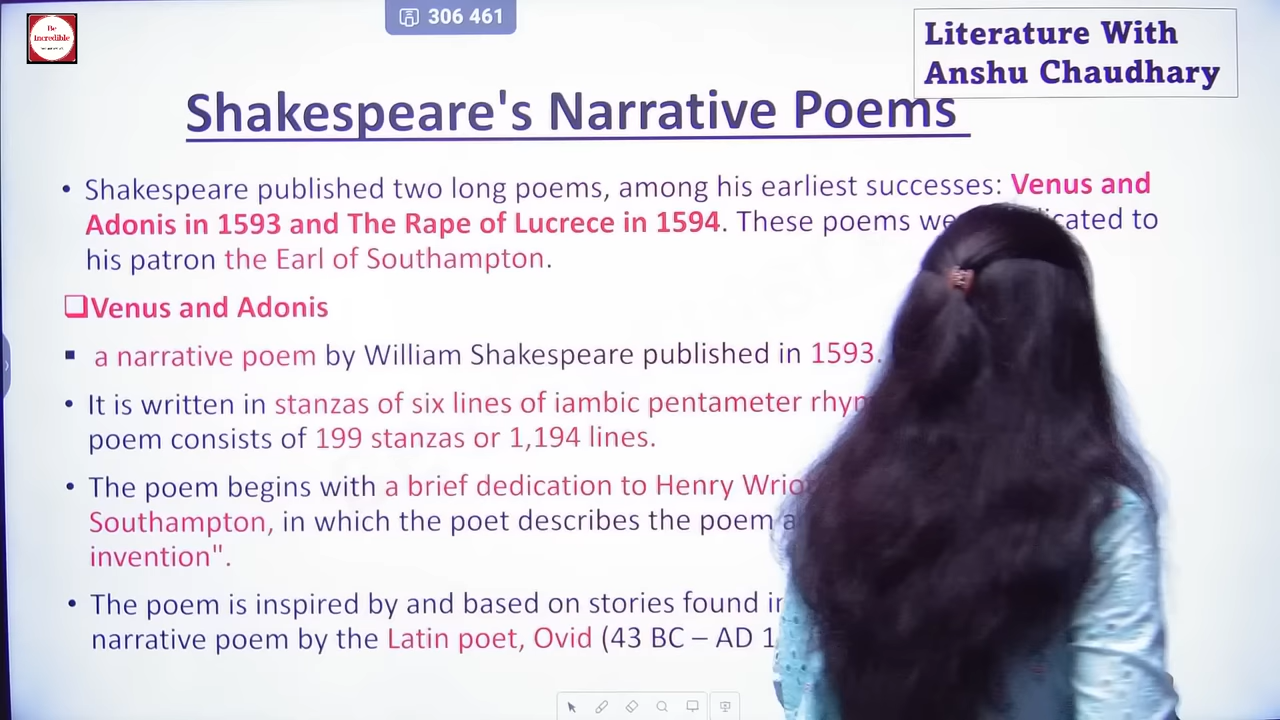 Be
Incredible
306 461
Literature With
Anshu Chaudhary
Shakespeare's Narrative Poems
• Shakespeare published two long poems, among his earliest successes: Venus and
Adonis in 1593 and The Rape of Lucrece in 1594. These poems to
his patron the Earl of Southampton.
❑Venus and Adonis
▪ a narrative poem by William Shakespeare published in 1593.
• It is written in stanzas of six lines of iambic pentameter
poem consists of 199 stanzas or 1,194 lines.
• The poem begins with a brief dedication to Henry
Southampton, in which the poet describes the poem
invention".
• The poem is inspired by and based on stories found
narrative poem by the Latin poet, Ovid (43 BC – AD